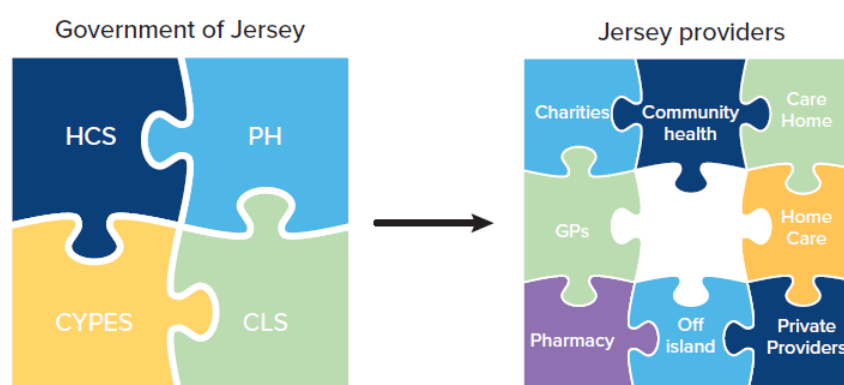 Government of Jersey
HCS
PH
CYPES
CLS
Jersey providers
Charities
Community
health
Care
Home
GPs
Home
Care
Pharmacy
Off
island
Private
Providers